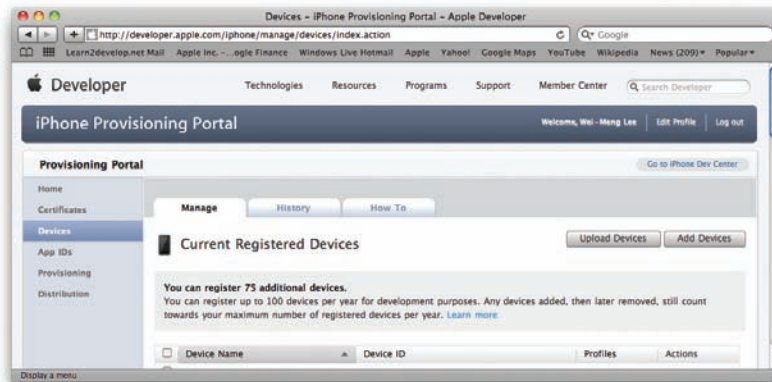 Devices - iPhone Provisioning Portal - Apple Developer
http://developer.apple.com/iphone/manage/devices/index.action
Google
Learn2develop.net Mail Apple Inc. -...ogle Finance Windows Live Hotmail Apple Yahoo! Google Maps YouTube Wikipedia News (209) Popular
Developer Technologies Resources Programs Support Member Center Search Developer
iPhone Provisioning Portal Welcome, Wei-Meng Lee Edit Profile Log out
Provisioning Portal Go to iPhone Dev Center
Home
Certificates
Devices
App IDs
Provisioning
Distribution
Manage History How To
Current Registered Devices Upload Devices Add Devices
You can register 75 additional devices.
You can register up to 100 devices per year for development purposes. Any devices added, then later removed, still count
towards your maximum number of registered devices per year. Learn more
Device Name Device ID Profiles Actions
Display a menu